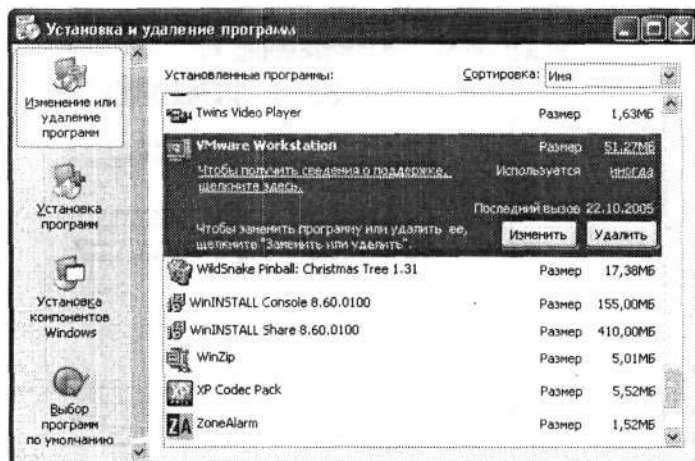 Установка и удаление программ
Изменение или
удаление
программ
Установка
программ
Установка
компонентов
Windows
Выбор
программ
по умолчанию
Установленные программы:
Сортировка: Имя
Twins Video Player Размер 1,63МБ
VMware Workstation Размер 51,27МБ
Чтобы получить сведения о поддержке, Используется иногда
щелкните здесь.
Последний вызов 22.10.2005
Чтобы заменить программу или удалить ее,
щелкните "Заменить или удалить".
Изменить Удалить
WildSnake Pinball: Christmas Tree 1.31 Размер 17,38МБ
WinINSTALL Console 8.60.0100 Размер 155,00МБ
WinINSTALL Share 8.60.0100 Размер 410,00МБ
WinZip Размер 5,01МБ
XP Codec Pack Размер 5,52МБ
ZA ZoneAlarm Размер 1,52МБ